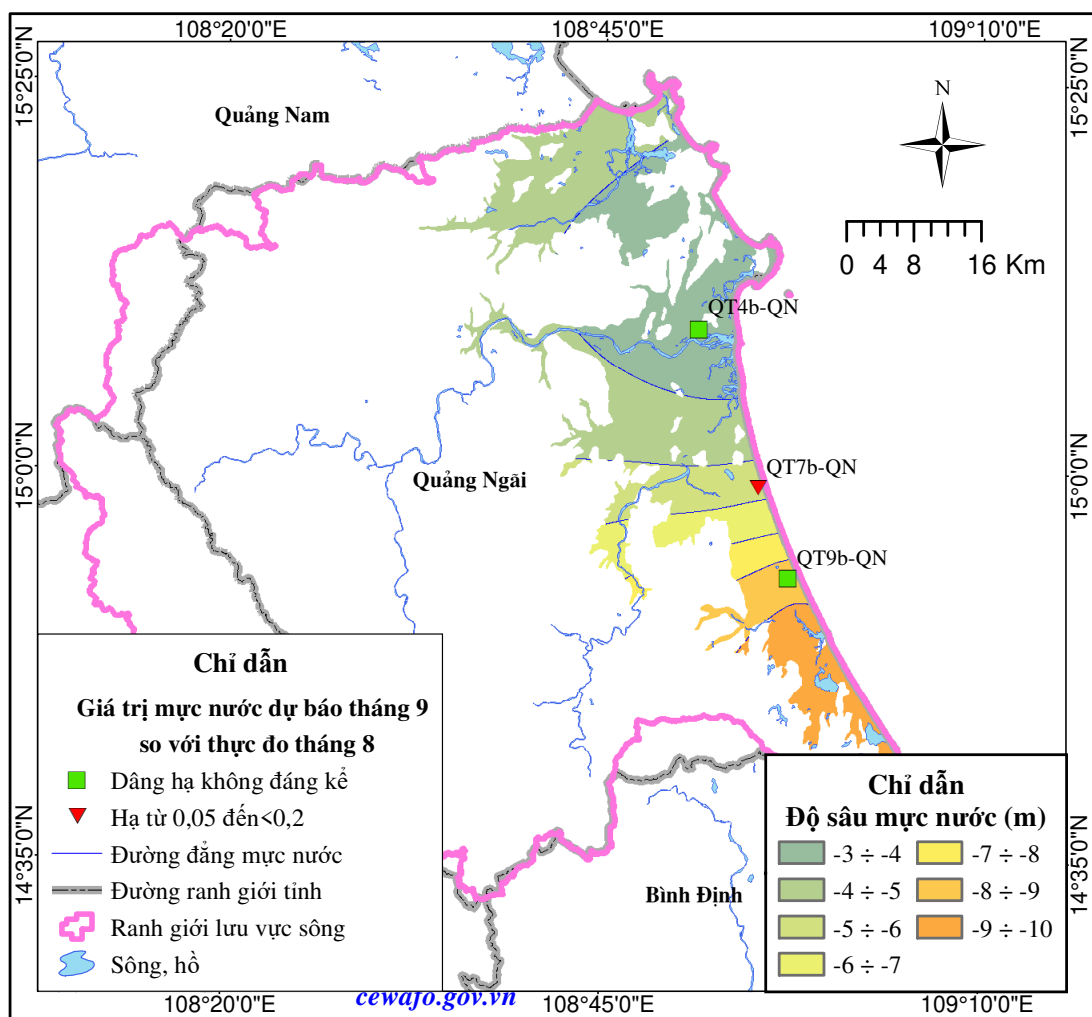 108°20'0"E
108°45'0"E
109°10'0"E
15°25'0"N
15°25'0"N
Quảng Nam
N
0 4 8 16 Km
QT4b-QN
15°0'0"N
15°0'0"N
QT7b-QN
Quảng Ngãi
QT9b-QN
Chỉ dẫn
Giá trị mực nước dự báo tháng 9
so với thực đo tháng 8
Dâng hạ không đáng kể
Hạ từ 0,05 đến<0,2
Đường đẳng mực nước
Đường ranh giới tỉnh
Ranh giới lưu vực sông
Sông, hồ
14°35'0"N
14°35'0"N
Bình Định
Chỉ dẫn
Độ sâu mực nước (m)
-3 ÷ -4
-7 ÷ -8
-4 ÷ -5
-8 ÷ -9
-5 ÷ -6
-9 ÷ -10
-6 ÷ -7
cewafo.gov.vn
108°20'0"E
108°45'0"E
109°10'0"E